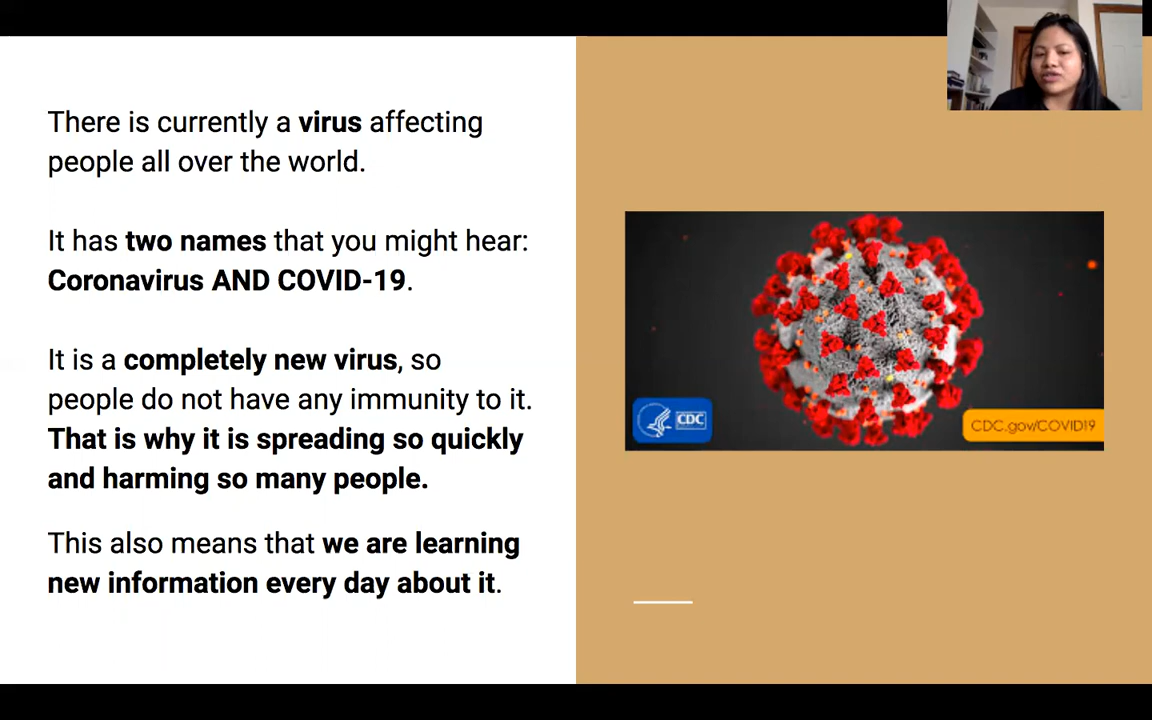 There is currently a virus affecting
people all over the world.
It has two names that you might hear:
Coronavirus AND COVID-19.
It is a completely new virus, so
people do not have any immunity to it.
That is why it is spreading so quickly
and harming so many people.
This also means that we are learning
new information every day about it.
CDC
CDC.gov/COVID19